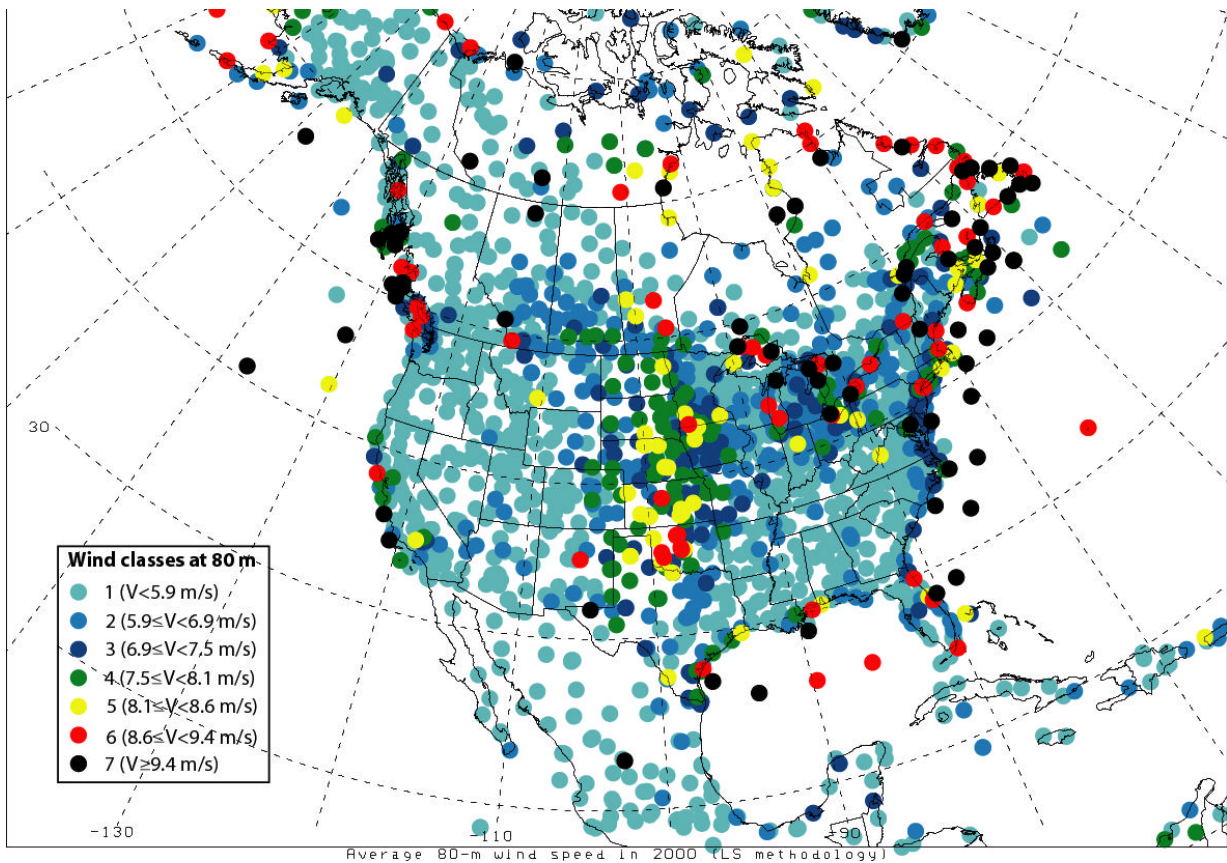 30
Wind classes at 80 m
1 (V<5.9 m/s)
2 (5.9≤V<6.9 m/s)
3 (6.9≤V<7.5 m/s)
4 (7.5≤V<8.1 m/s)
5 (8.1≤V<8.6 m/s)
6 (8.6≤V<9.4 m/s)
7 (V≥9.4 m/s)
-130
-110
-90
Average 80-m wind speed in 2000 (LS methodology)